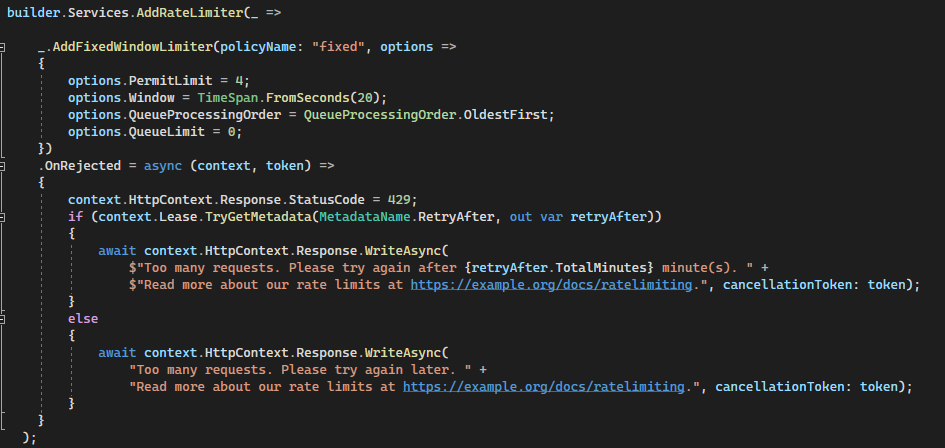 builder.Services.AddRateLimiter(_ =>
_.AddFixedWindowLimiter(policyName: "fixed", options =>
{
options.PermitLimit = 4;
options.Window = TimeSpan.FromSeconds(20);
options.QueueProcessingOrder = QueueProcessingOrder.OldestFirst;
options.QueueLimit = 0;
})
.OnRejected = async (context, token) =>
{
context.HttpContext.Response.StatusCode = 429;
if (context.Lease.TryGetMetadata(MetadataName.RetryAfter, out var retryAfter))
{
await context.HttpContext.Response.WriteAsync(
$"Too many requests. Please try again after {retryAfter.TotalMinutes} minute(s). " +
$"Read more about our rate limits at https://example.org/docs/ratelimiting.", cancellationToken: token);
}
else
{
await context.HttpContext.Response.WriteAsync(
"Too many requests. Please try again later. " +
"Read more about our rate limits at https://example.org/docs/ratelimiting.", cancellationToken: token);
}
}
);